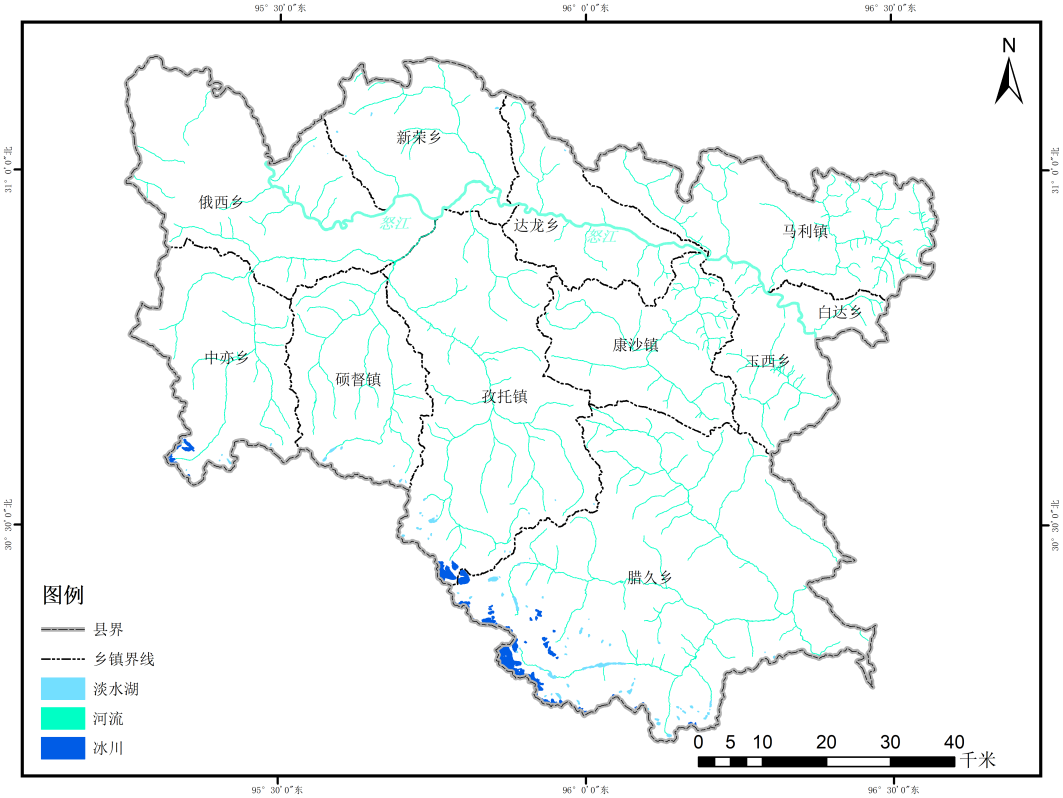 95° 30′0″东
96° 0′0″东
96° 30′0″东
N
31° 0′0″北
31° 0′0″北
新荣乡
俄西乡
怒江
达龙乡
怒江
马利镇
白达乡
中亦乡
硕督镇
康沙镇
玉西乡
孜托镇
30° 30′0″北
30° 30′0″北
腊久乡
图例
县界
乡镇界线
淡水湖
河流
冰川
0 5 10 20 30 40
千米
95° 30′0″东
96° 0′0″东
96° 30′0″东